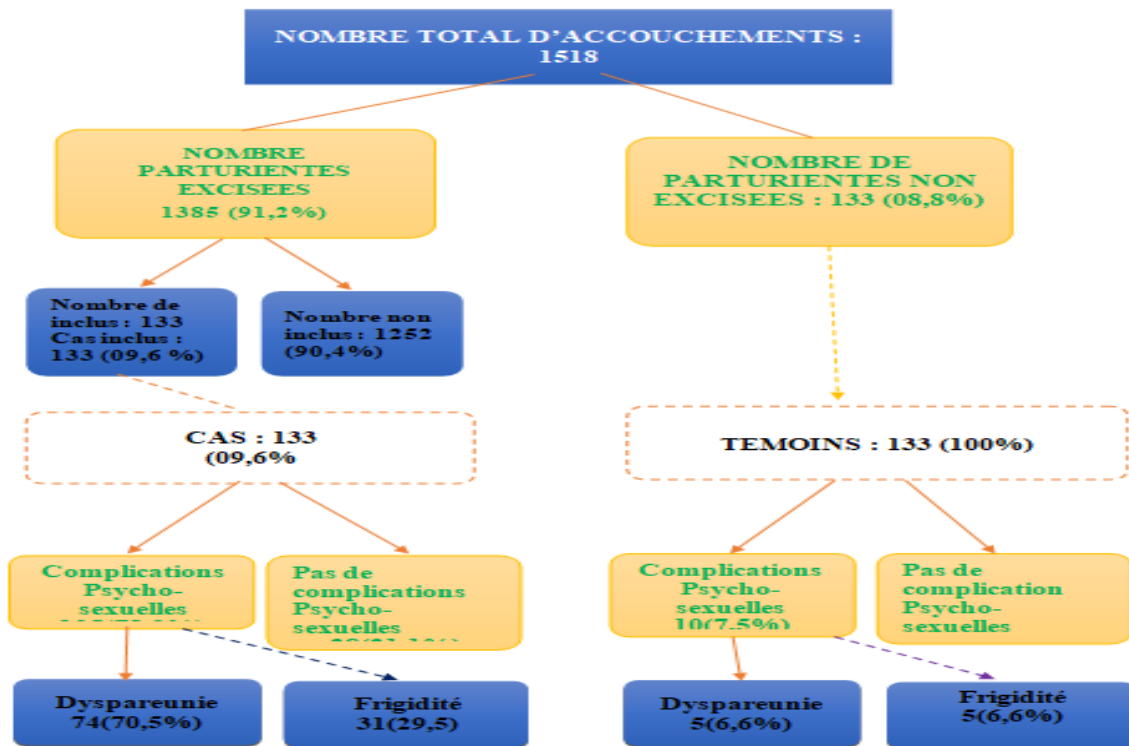 NOMBRE TOTAL D'ACCOUCHEMENTS :
1518
NOMBRE
PARTURIENTES
EXCISEES
1385 (91,2%)
NOMBRE DE
PARTURIENTES NON
EXCISEES : 133 (08,8%)
Nombre de
inclus : 133
Cas inclus :
133 (09,6 %)
Nombre non
inclus : 1252
(90,4%)
CAS : 133
(09,6%
TEMOINS : 133 (100%)
Complications
Psycho-
sexuelles
Pas de
complications
Psycho-
sexuelles
Complications
Psycho-
sexuelles
10(7,5%)
Pas de
complication
Psycho-
Dyspareunie
74(70,5%)
Frigidité
31(29,5)
Dyspareunie
5(6,6%)
Frigidité
5(6,6%)